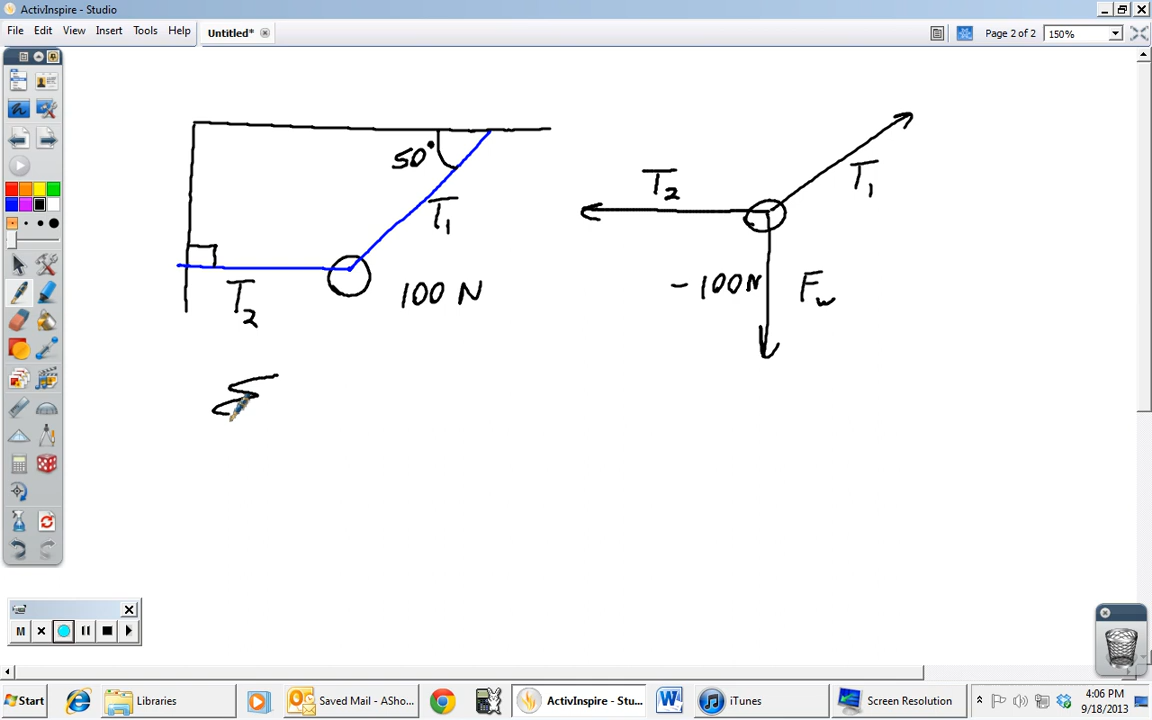 ActivInspire - Studio
File Edit View Insert Tools Help Untitled* Page 2 of 2 150%
50°
T1
T2
100 N
T2
T1
-100N
Fw
M
Start Libraries Saved Mail - ASho... ActivInspire - Stu... W iTunes Screen Resolution 4:06 PM
9/18/2013